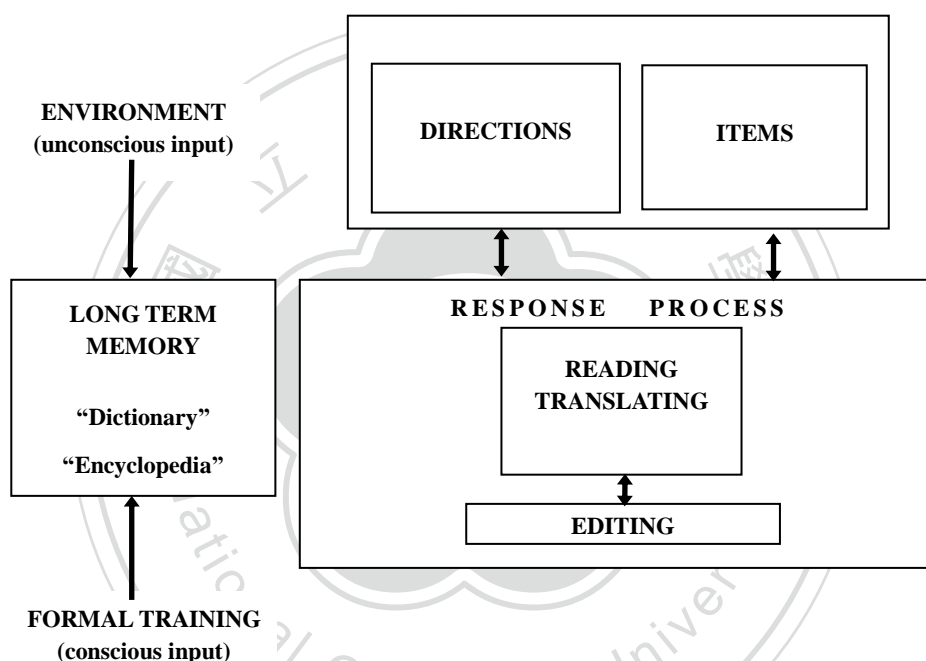 ENVIRONMENT
(unconscious input)
DIRECTIONS
ITEMS
LONG TERM
MEMORY
“Dictionary”
“Encyclopedia”
RESPONSE PROCESS
READING
TRANSLATING
EDITING
FORMAL TRAINING
(conscious input)
立